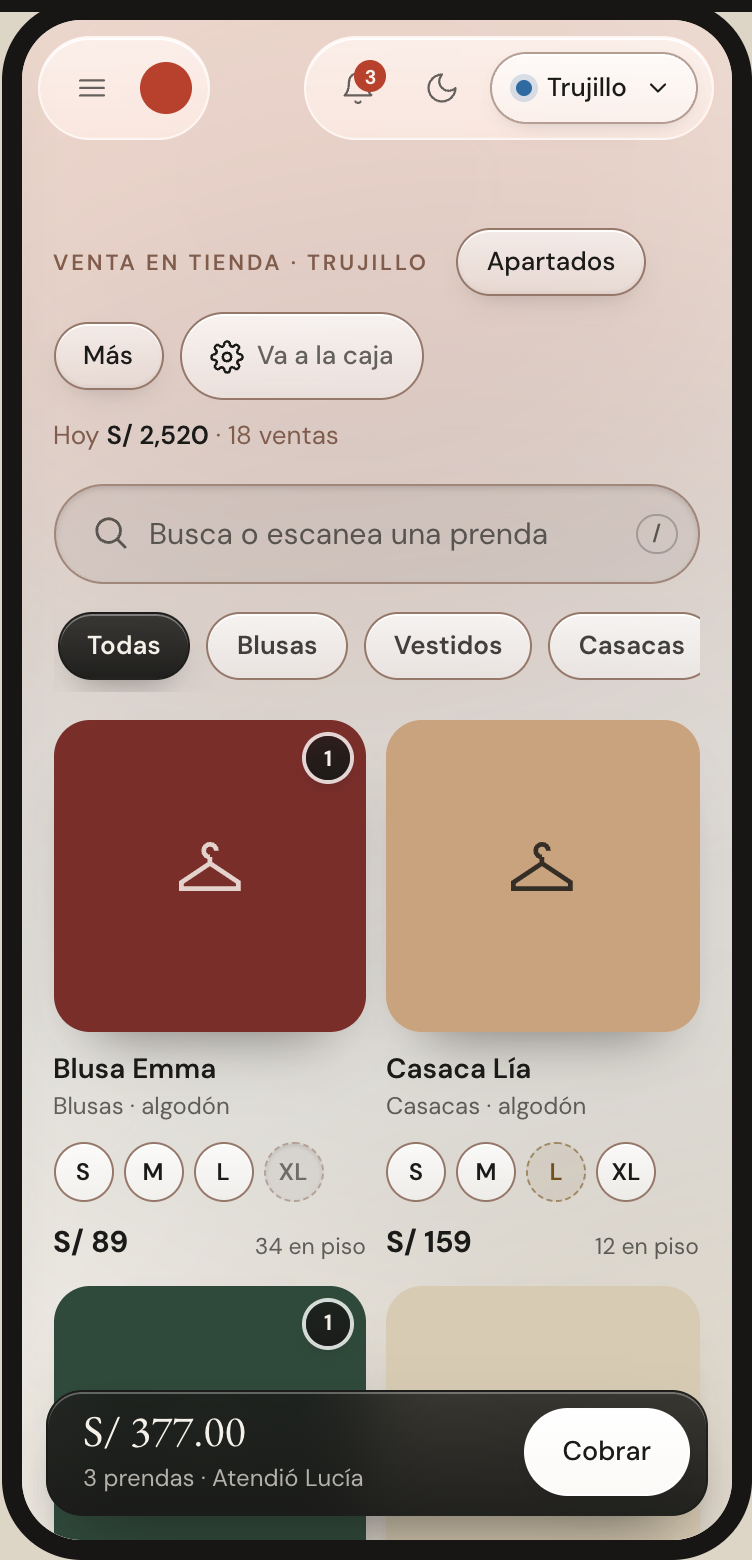 3
Trujillo
VENTA EN TIENDA · TRUJILLO
Apartados
Más
Va a la caja
Hoy S/ 2,520 · 18 ventas
Busca o escanea una prenda
/
Todas
Blusas
Vestidos
Casacas
1
Blusa Emma
Blusas · algodón
S M L XL
S/ 89
34 en piso
Casaca Lía
Casacas · algodón
S M L XL
S/ 159
12 en piso
1
S/ 377.00
3 prendas · Atendió Lucía
Cobrar